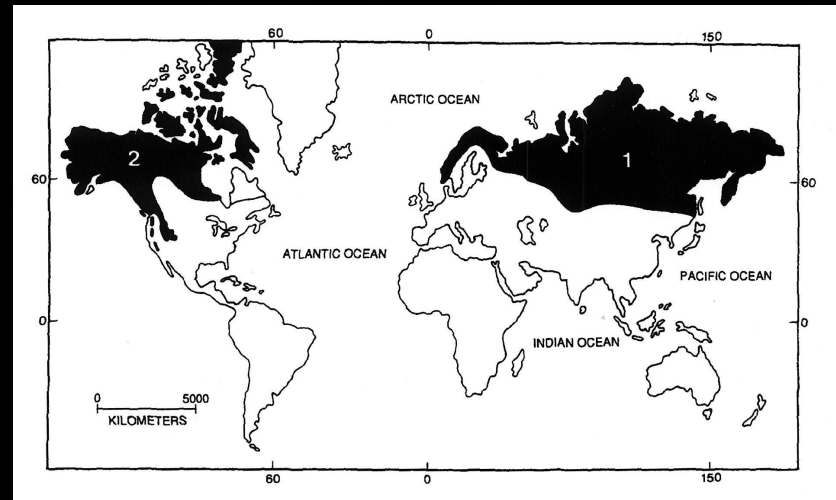 60 0 150
ARCTIC OCEAN
2 1
60 60
ATLANTIC OCEAN
PACIFIC OCEAN
0 0
INDIAN OCEAN
0 5000
KILOMETERS
60 0 150